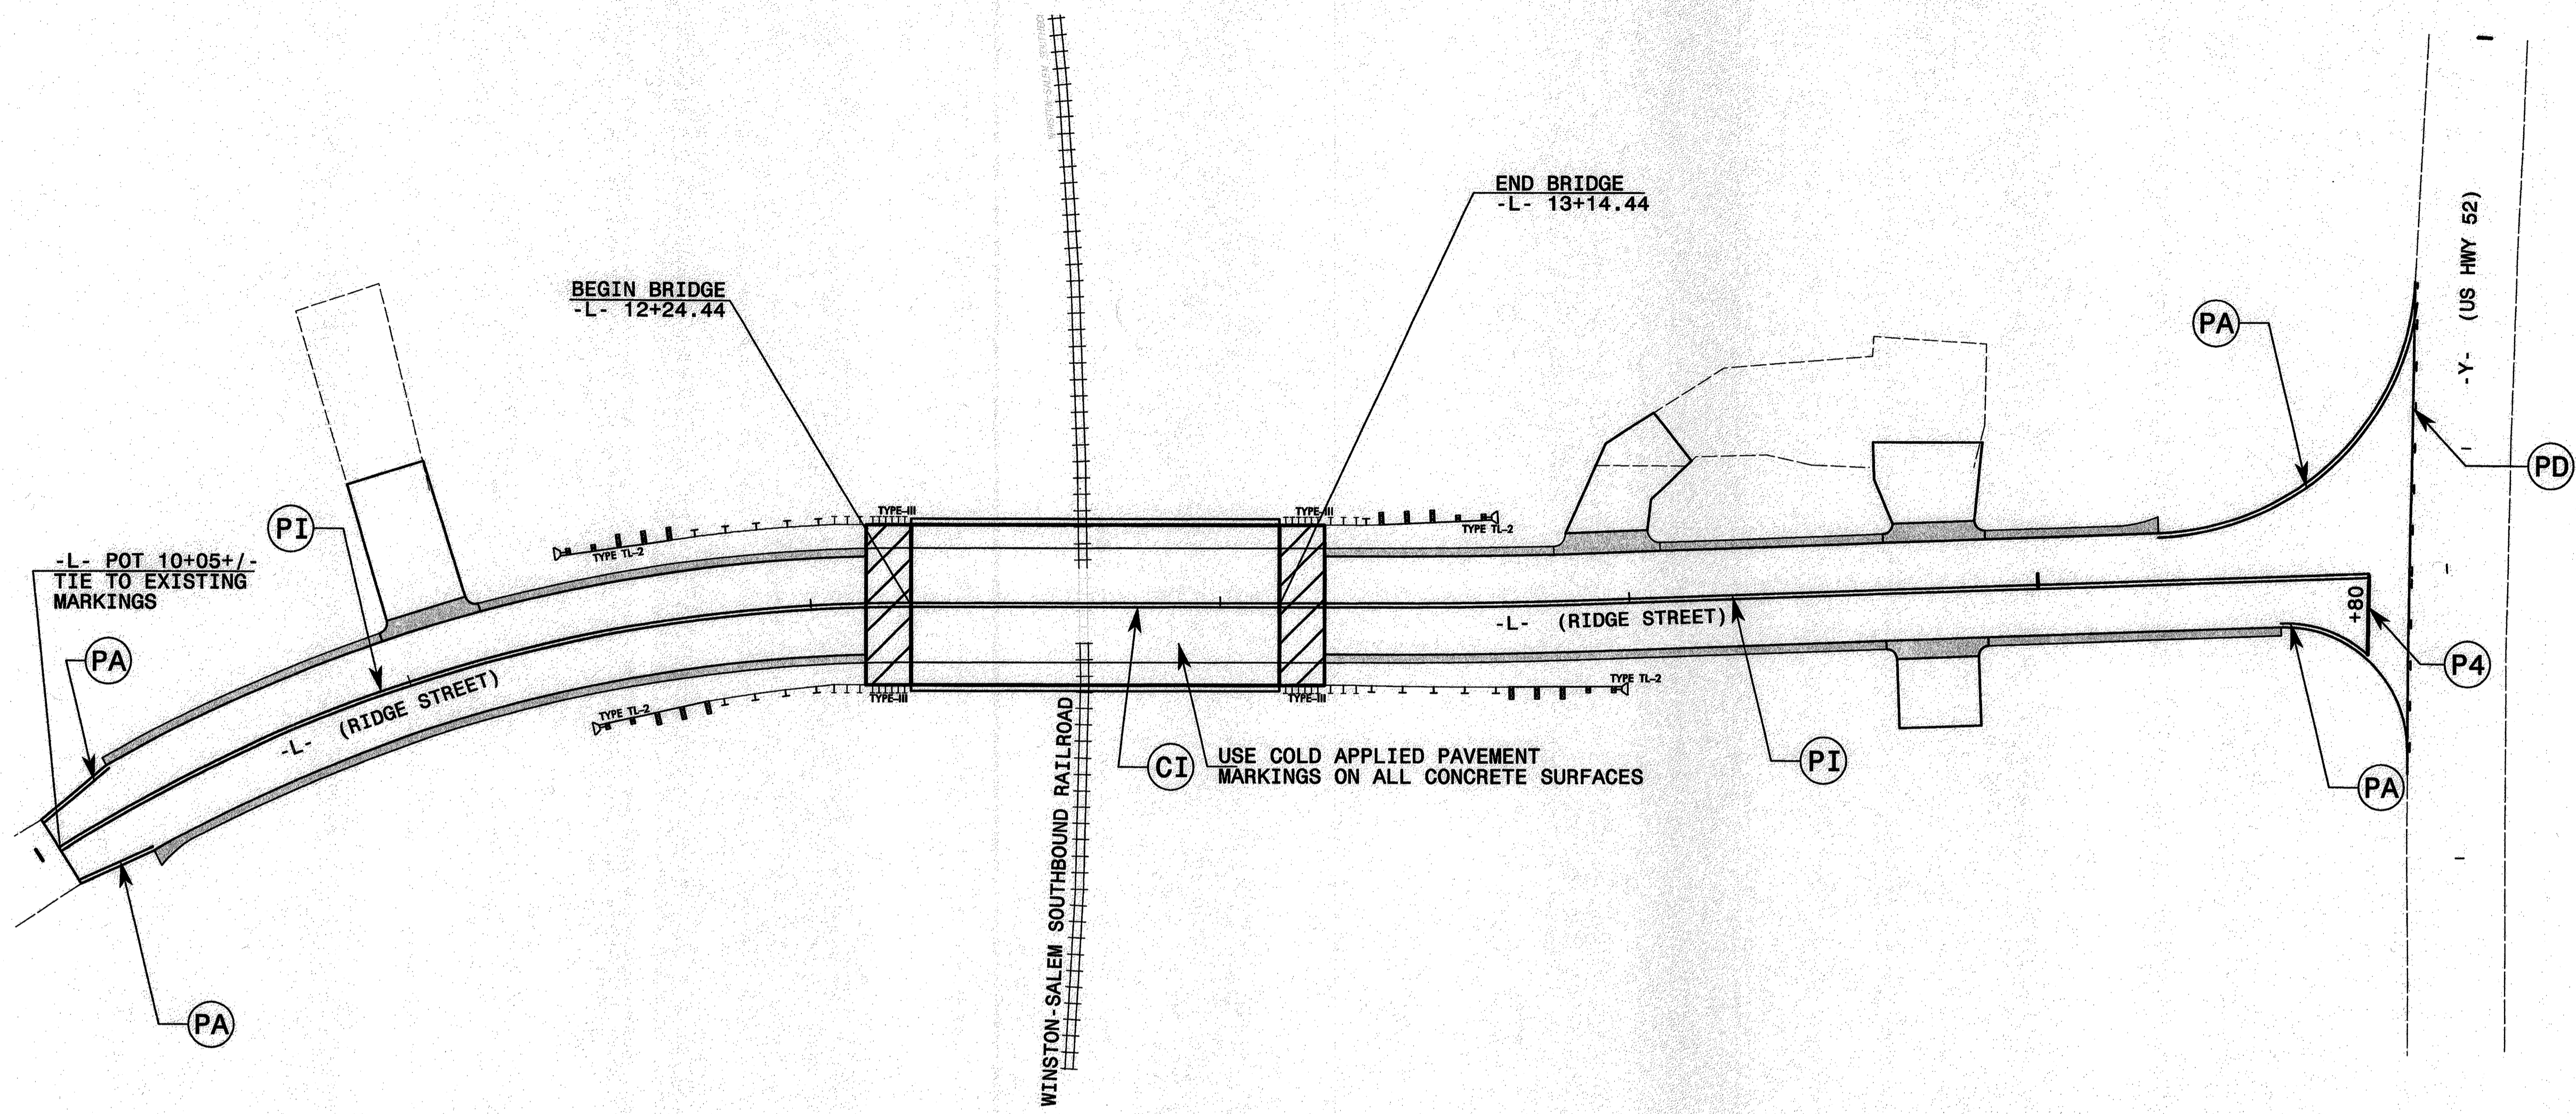 WINSTON-SALEM SOUTHBOUND RAILROAD
END BRIDGE
-L- 13+14.44
-Y- (US HWY 52)
BEGIN BRIDGE
-L- 12+24.44
PA
PD
PI
TYPE-III
TYPE-III
TYPE TL-2
TYPE TL-2
-L- POT 10+05+/-
TIE TO EXISTING
MARKINGS
PA
+80
-L- (RIDGE STREET)
-L- (RIDGE STREET)
P4
TYPE TL-2
TYPE-III
TYPE-III
TYPE TL-2
CI
USE COLD APPLIED PAVEMENT
MARKINGS ON ALL CONCRETE SURFACES
PI
PA
PA